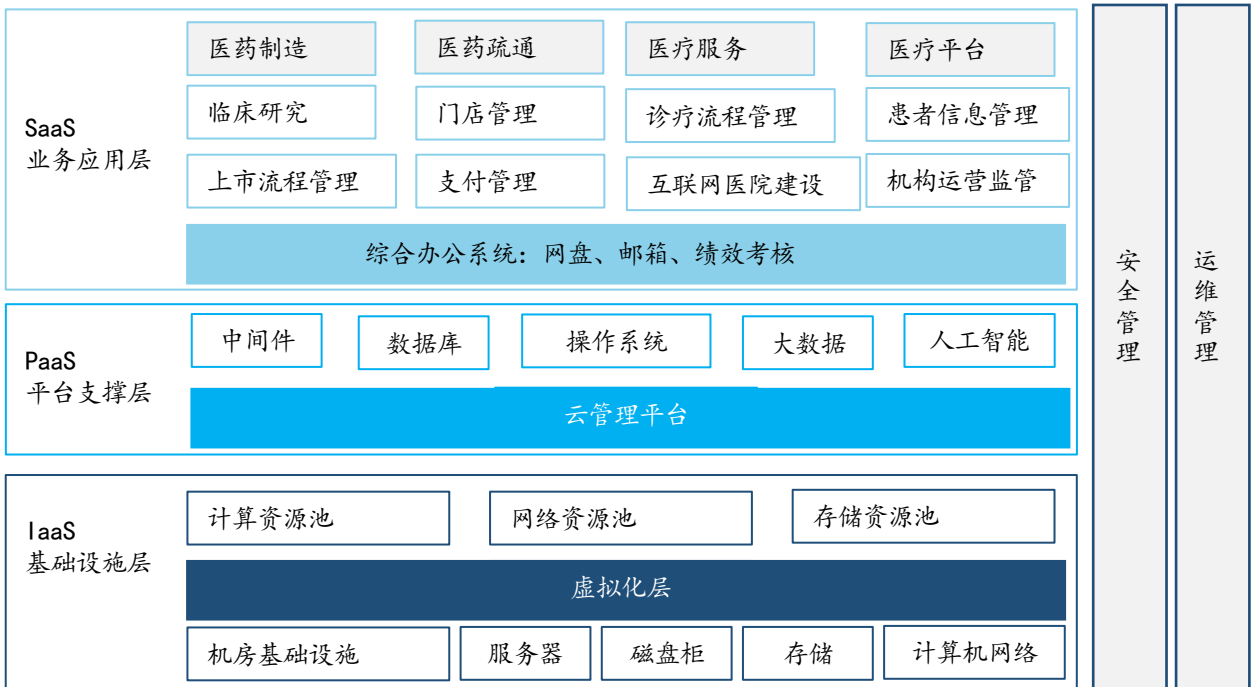 SaaS
业务应用层
医药制造
医药疏通
医疗服务
医疗平台
临床研究
门店管理
诊疗流程管理
患者信息管理
上市流程管理
支付管理
互联网医院建设
机构运营监管
综合办公系统：网盘、邮箱、绩效考核
PaaS
平台支撑层
中间件
数据库
操作系统
大数据
人工智能
云管理平台
IaaS
基础设施层
计算资源池
网络资源池
存储资源池
虚拟化层
机房基础设施
服务器
磁盘柜
存储
计算机网络
安全管理
运维管理